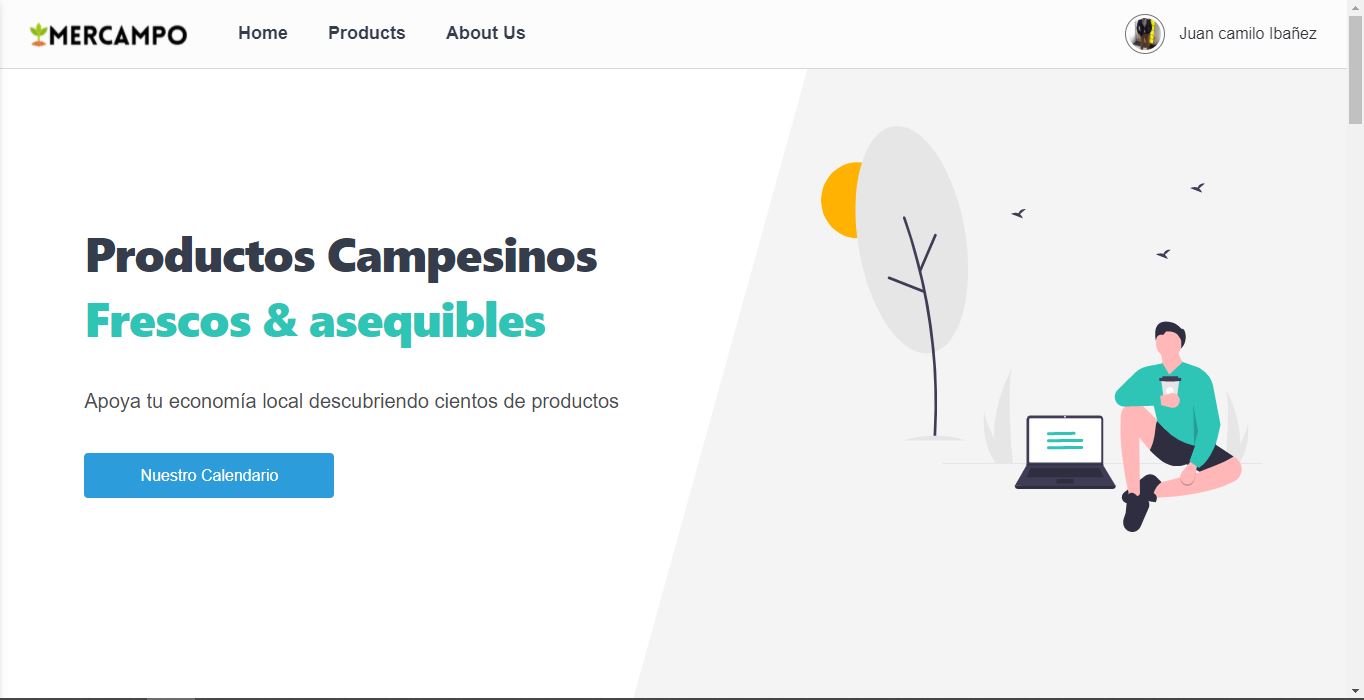 MERCAMPO
Home
Products
About Us
Juan camilo Ibañez
Productos Campesinos
Frescos & asequibles
Apoya tu economía local descubriendo cientos de productos
Nuestro Calendario